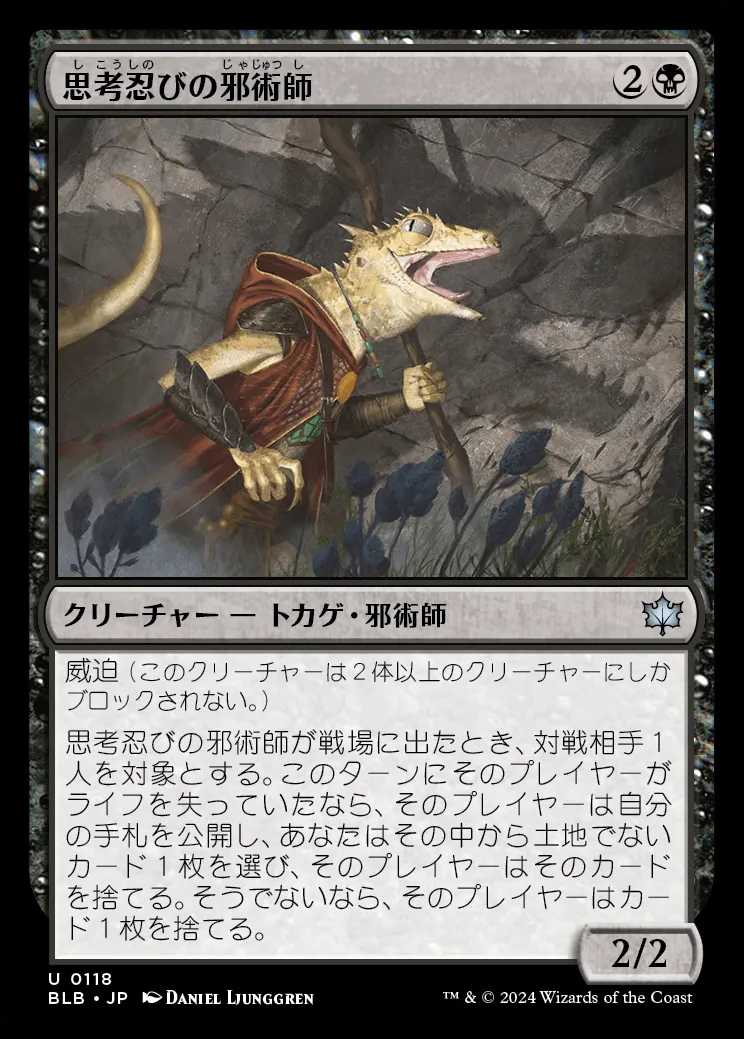 しこうしの じゃじゅつし
思考忍びの邪術師 2
クリーチャー — トカゲ・邪術師
威迫（このクリーチャーは２体以上のクリーチャーにしか
ブロックされない。）
思考忍びの邪術師が戦場に出たとき、対戦相手１
人を対象とする。このターンにそのプレイヤーが
ライフを失っていたなら、そのプレイヤーは自分
の手札を公開し、あなたはその中から土地でない
カード１枚を選び、そのプレイヤーはそのカード
を捨てる。そうでないなら、そのプレイヤーはカー
ド１枚を捨てる。
2/2
U 0118
BLB • JP Daniel Ljunggren
™ & © 2024 Wizards of the Coast